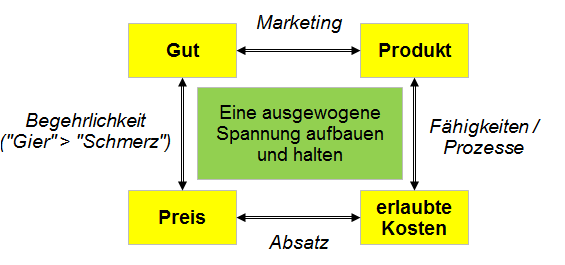 Marketing
Gut
Produkt
Begehrlichkeit
("Gier" > "Schmerz")
Eine ausgewogene
Spannung aufbauen
und halten
Fähigkeiten /
Prozesse
Preis
erlaubte
Kosten
Absatz